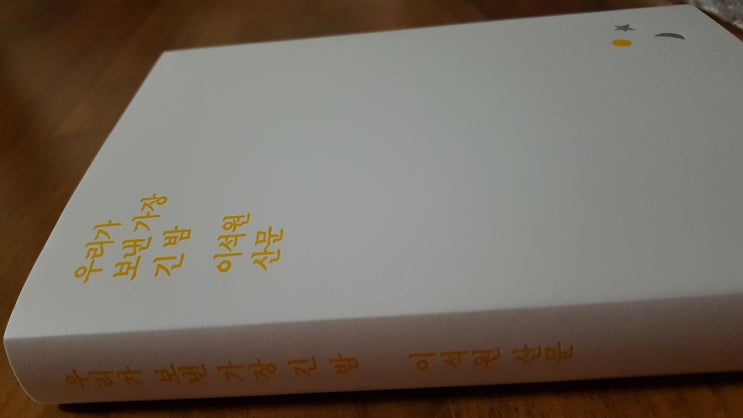 우리가
보낸 가장
긴 밤
이석원
산문
우리가 보낸 가장 긴 밤 이석원 산문